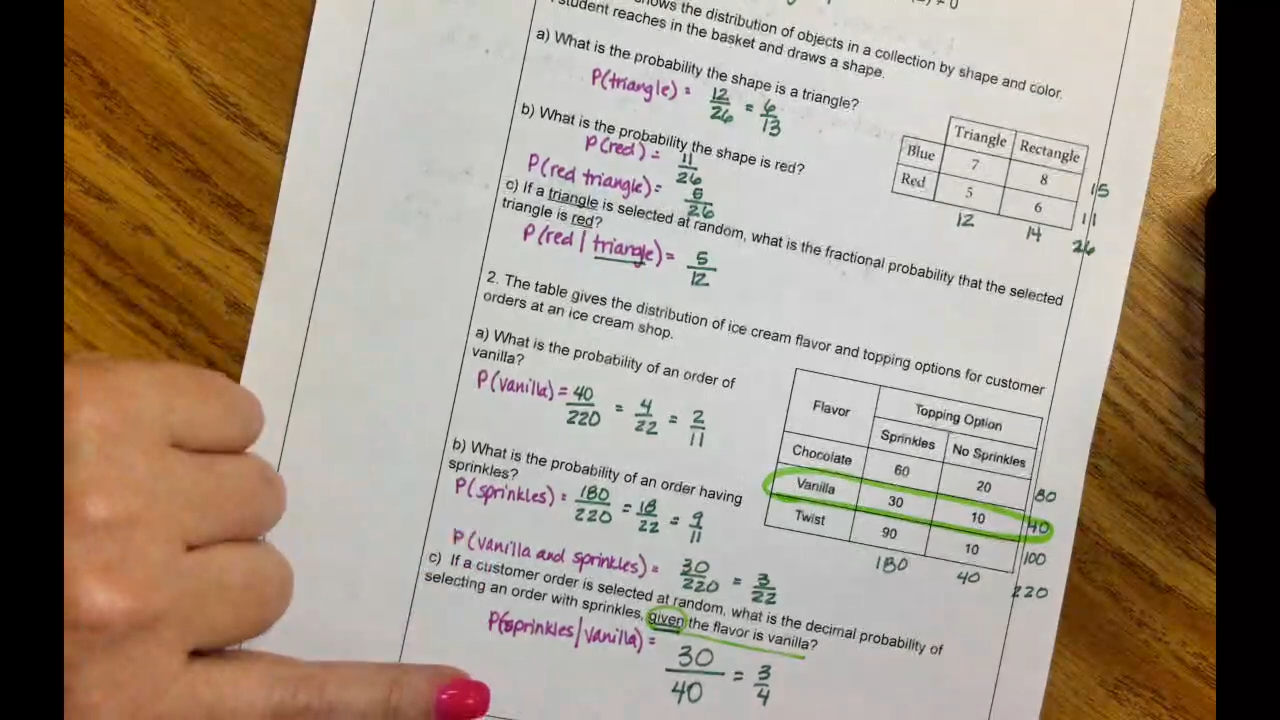 shows the distribution of objects in a collection by shape and color.
student reaches in the basket and draws a shape.
a) What is the probability the shape is a triangle?
P(triangle) = 12/26 = 6/13
b) What is the probability the shape is red?
P(red) = 11/26
P(red triangle) = 5/26
c) If a triangle is selected at random, what is the fractional probability that the selected
triangle is red?
P(red | triangle) = 5/12
Triangle Rectangle
Blue 7 8 15
Red 5 6 11
12 14 26
2. The table gives the distribution of ice cream flavor and topping options for customer
orders at an ice cream shop.
a) What is the probability of an order of
vanilla?
P(vanilla) = 40/220 = 4/22 = 2/11
b) What is the probability of an order having
sprinkles?
P(sprinkles) = 180/220 = 18/22 = 9/11
P(vanilla and sprinkles) = 30/220 = 3/22
Flavor Topping Option
Sprinkles No Sprinkles
Chocolate 60 20 80
Vanilla 30 10 40
Twist 90 10 100
180 40 220
c) If a customer order is selected at random, what is the decimal probability of
selecting an order with sprinkles, given the flavor is vanilla?
P(sprinkles/vanilla) = 30/40 = 3/4